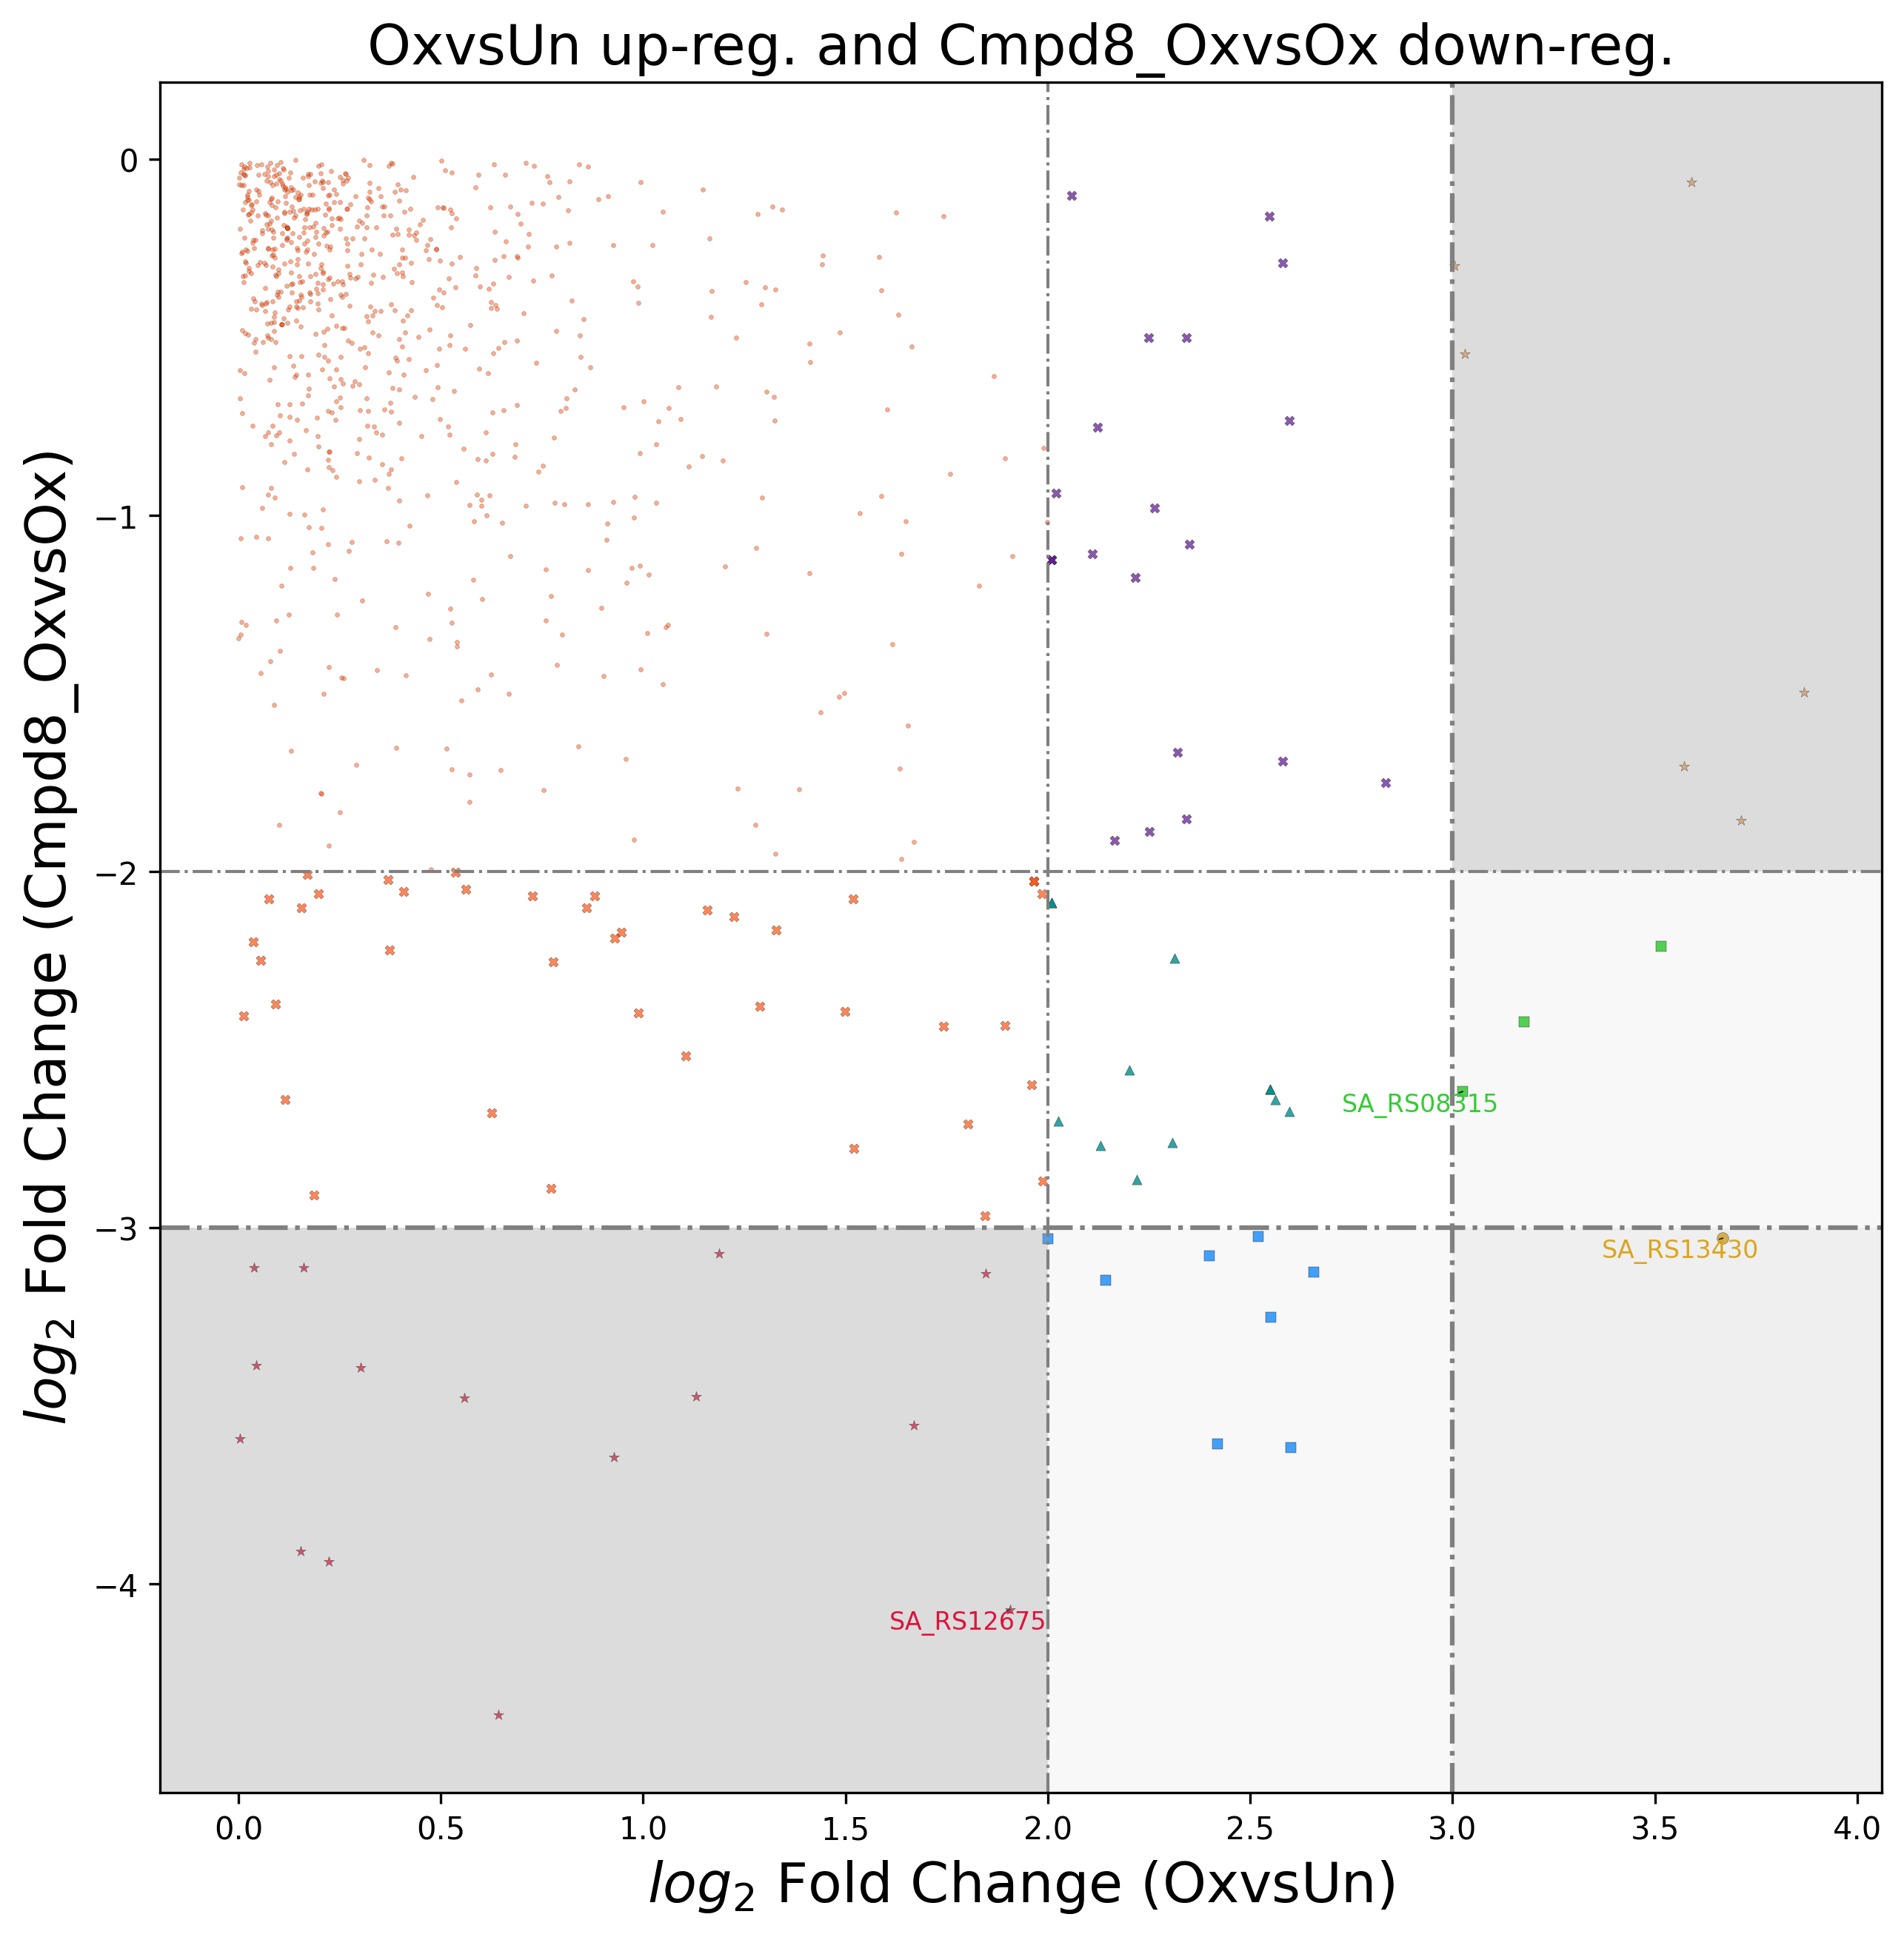 OxvsUn up-reg. and Cmpd8_OxvsOx down-reg.
log2 Fold Change (Cmpd8_OxvsOx)
0
−1
−2
−3
−4
SA_RS08315
SA_RS13430
SA_RS12675
0.0 0.5 1.0 1.5 2.0 2.5 3.0 3.5 4.0
log2 Fold Change (OxvsUn)